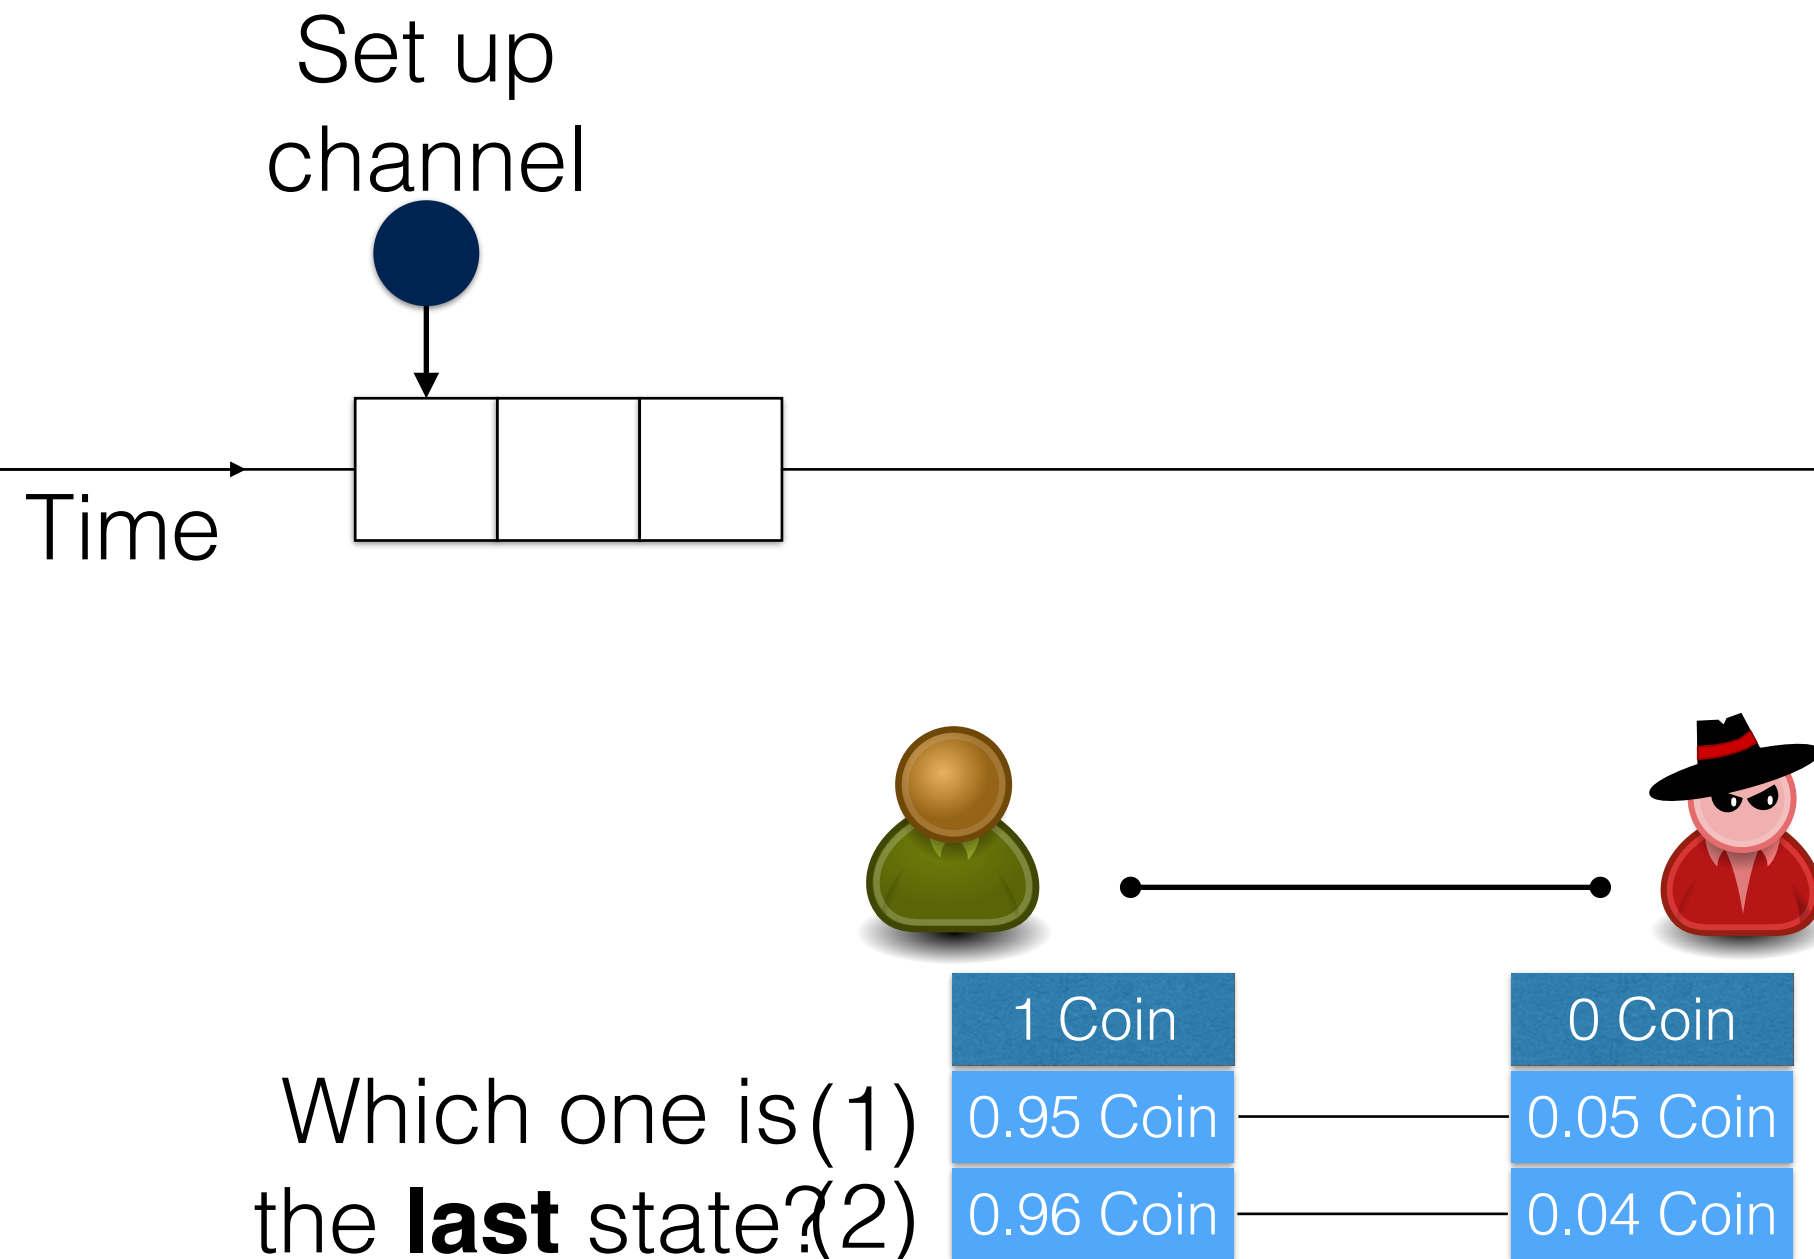 Set up
channel
Time
1 Coin 0 Coin
Which one is (1) 0.95 Coin 0.05 Coin
the last state? (2) 0.96 Coin 0.04 Coin